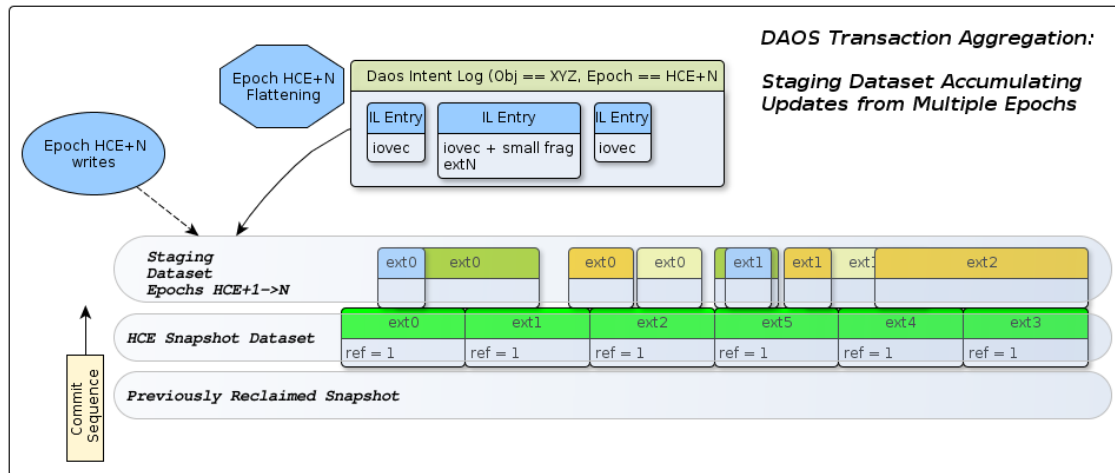 DAOS Transaction Aggregation:
Staging Dataset Accumulating
Updates from Multiple Epochs
Epoch HCE+N
Flattening
Daos Intent Log (Obj == XYZ, Epoch == HCE+N
IL Entry
iovec
IL Entry
iovec + small frag
extN
IL Entry
iovec
Epoch HCE+N
writes
Staging
Dataset
Epochs HCE+1->N
ext0
ext0
ext0
ext0
ext1
ext1
ext1
ext2
HCE Snapshot Dataset
ext0
ref = 1
ext1
ref = 1
ext2
ref = 1
ext5
ref = 1
ext4
ref = 1
ext3
ref = 1
Previously Reclaimed Snapshot
Commit
Sequence